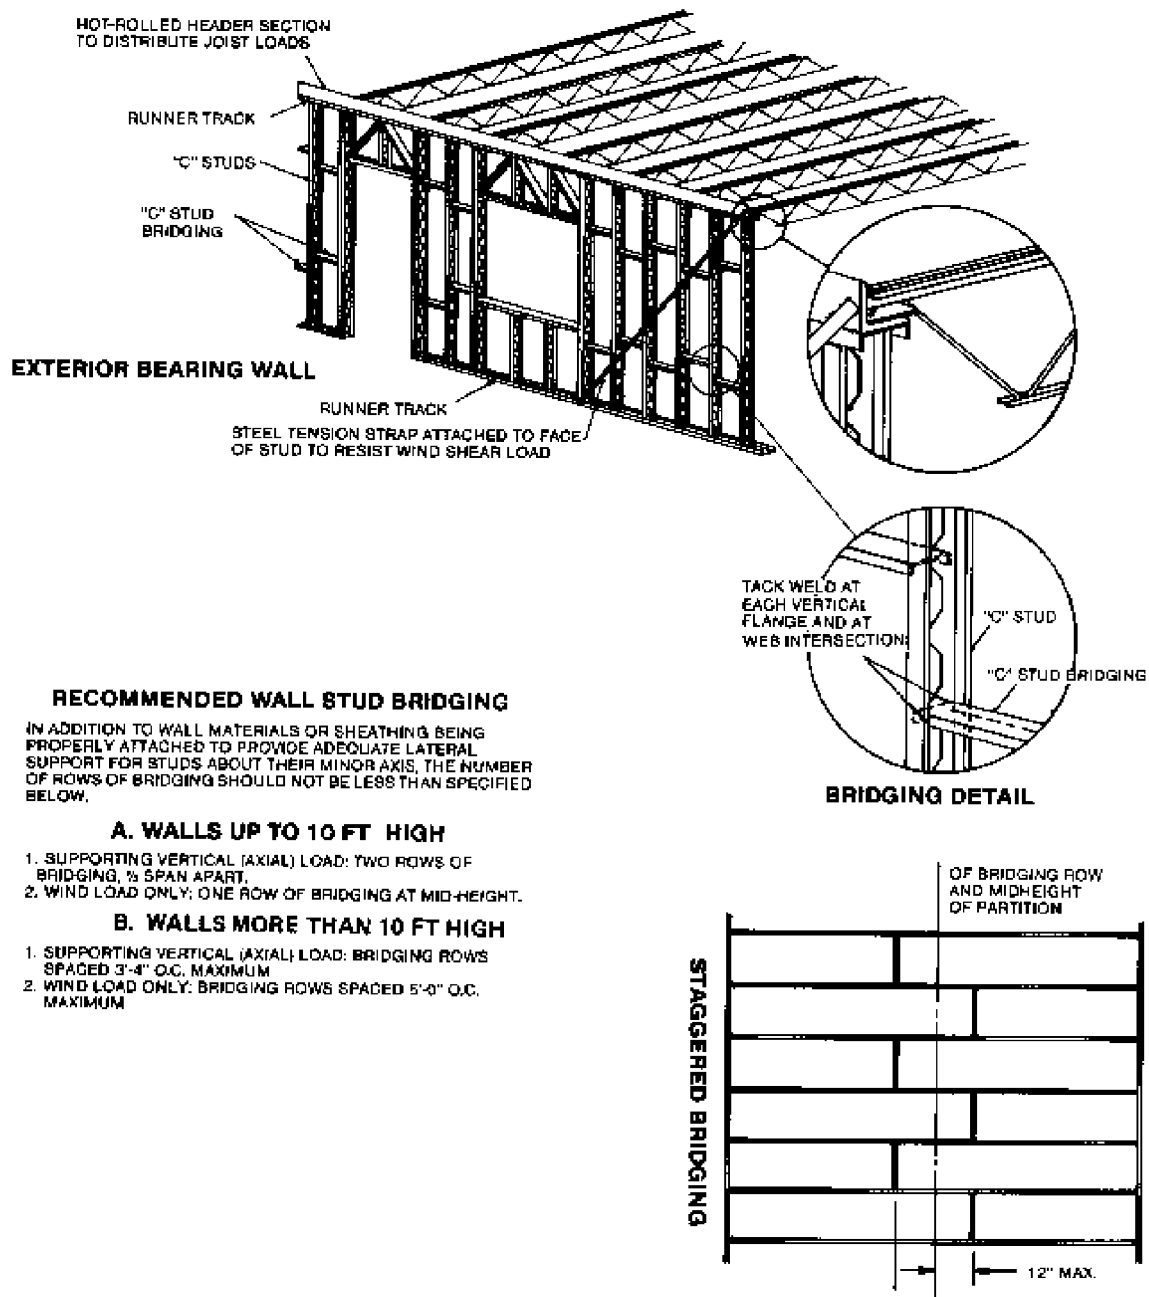 HOT-ROLLED HEADER SECTION
TO DISTRIBUTE JOIST LOADS
RUNNER TRACK
"C" STUDS
"C" STUD
BRIDGING
EXTERIOR BEARING WALL
RUNNER TRACK
STEEL TENSION STRAP ATTACHED TO FACE
OF STUD TO RESIST WIND SHEAR LOAD
TACK WELD AT
EACH VERTICAL
FLANGE AND AT
WEB INTERSECTION
"C" STUD
"C" STUD BRIDGING
BRIDGING DETAIL
RECOMMENDED WALL STUD BRIDGING
IN ADDITION TO WALL MATERIALS OR SHEATHING BEING
PROPERLY ATTACHED TO PROVIDE ADEQUATE LATERAL
SUPPORT FOR STUDS ABOUT THEIR MINOR AXIS, THE NUMBER
OF ROWS OF BRIDGING SHOULD NOT BE LESS THAN SPECIFIED
BELOW.
A. WALLS UP TO 10 FT HIGH
1. SUPPORTING VERTICAL (AXIAL) LOAD: TWO ROWS OF
BRIDGING, SPAN APART.
2. WIND LOAD ONLY: ONE ROW OF BRIDGING AT MID-HEIGHT.
B. WALLS MORE THAN 10 FT HIGH
1. SUPPORTING VERTICAL (AXIAL) LOAD: BRIDGING ROWS
SPACED 3'-4" O.C. MAXIMUM
2. WIND LOAD ONLY: BRIDGING ROWS SPACED 5'-0" O.C.
MAXIMUM
OF BRIDGING ROW
AND MIDHEIGHT
OF PARTITION
STAGGERED BRIDGING
12" MAX.